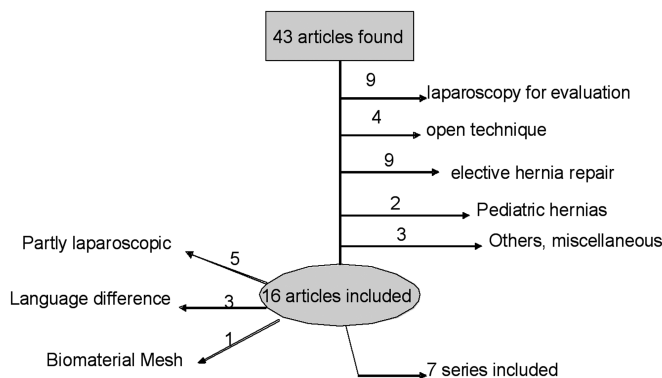 43 articles found
9
laparoscopy for evaluation
4
open technique
9
elective hernia repair
2
Pediatric hernias
3
Others, miscellaneous
Partly laparoscopic
5
16 articles included
Language difference
3
1
Biomaterial Mesh
7 series included